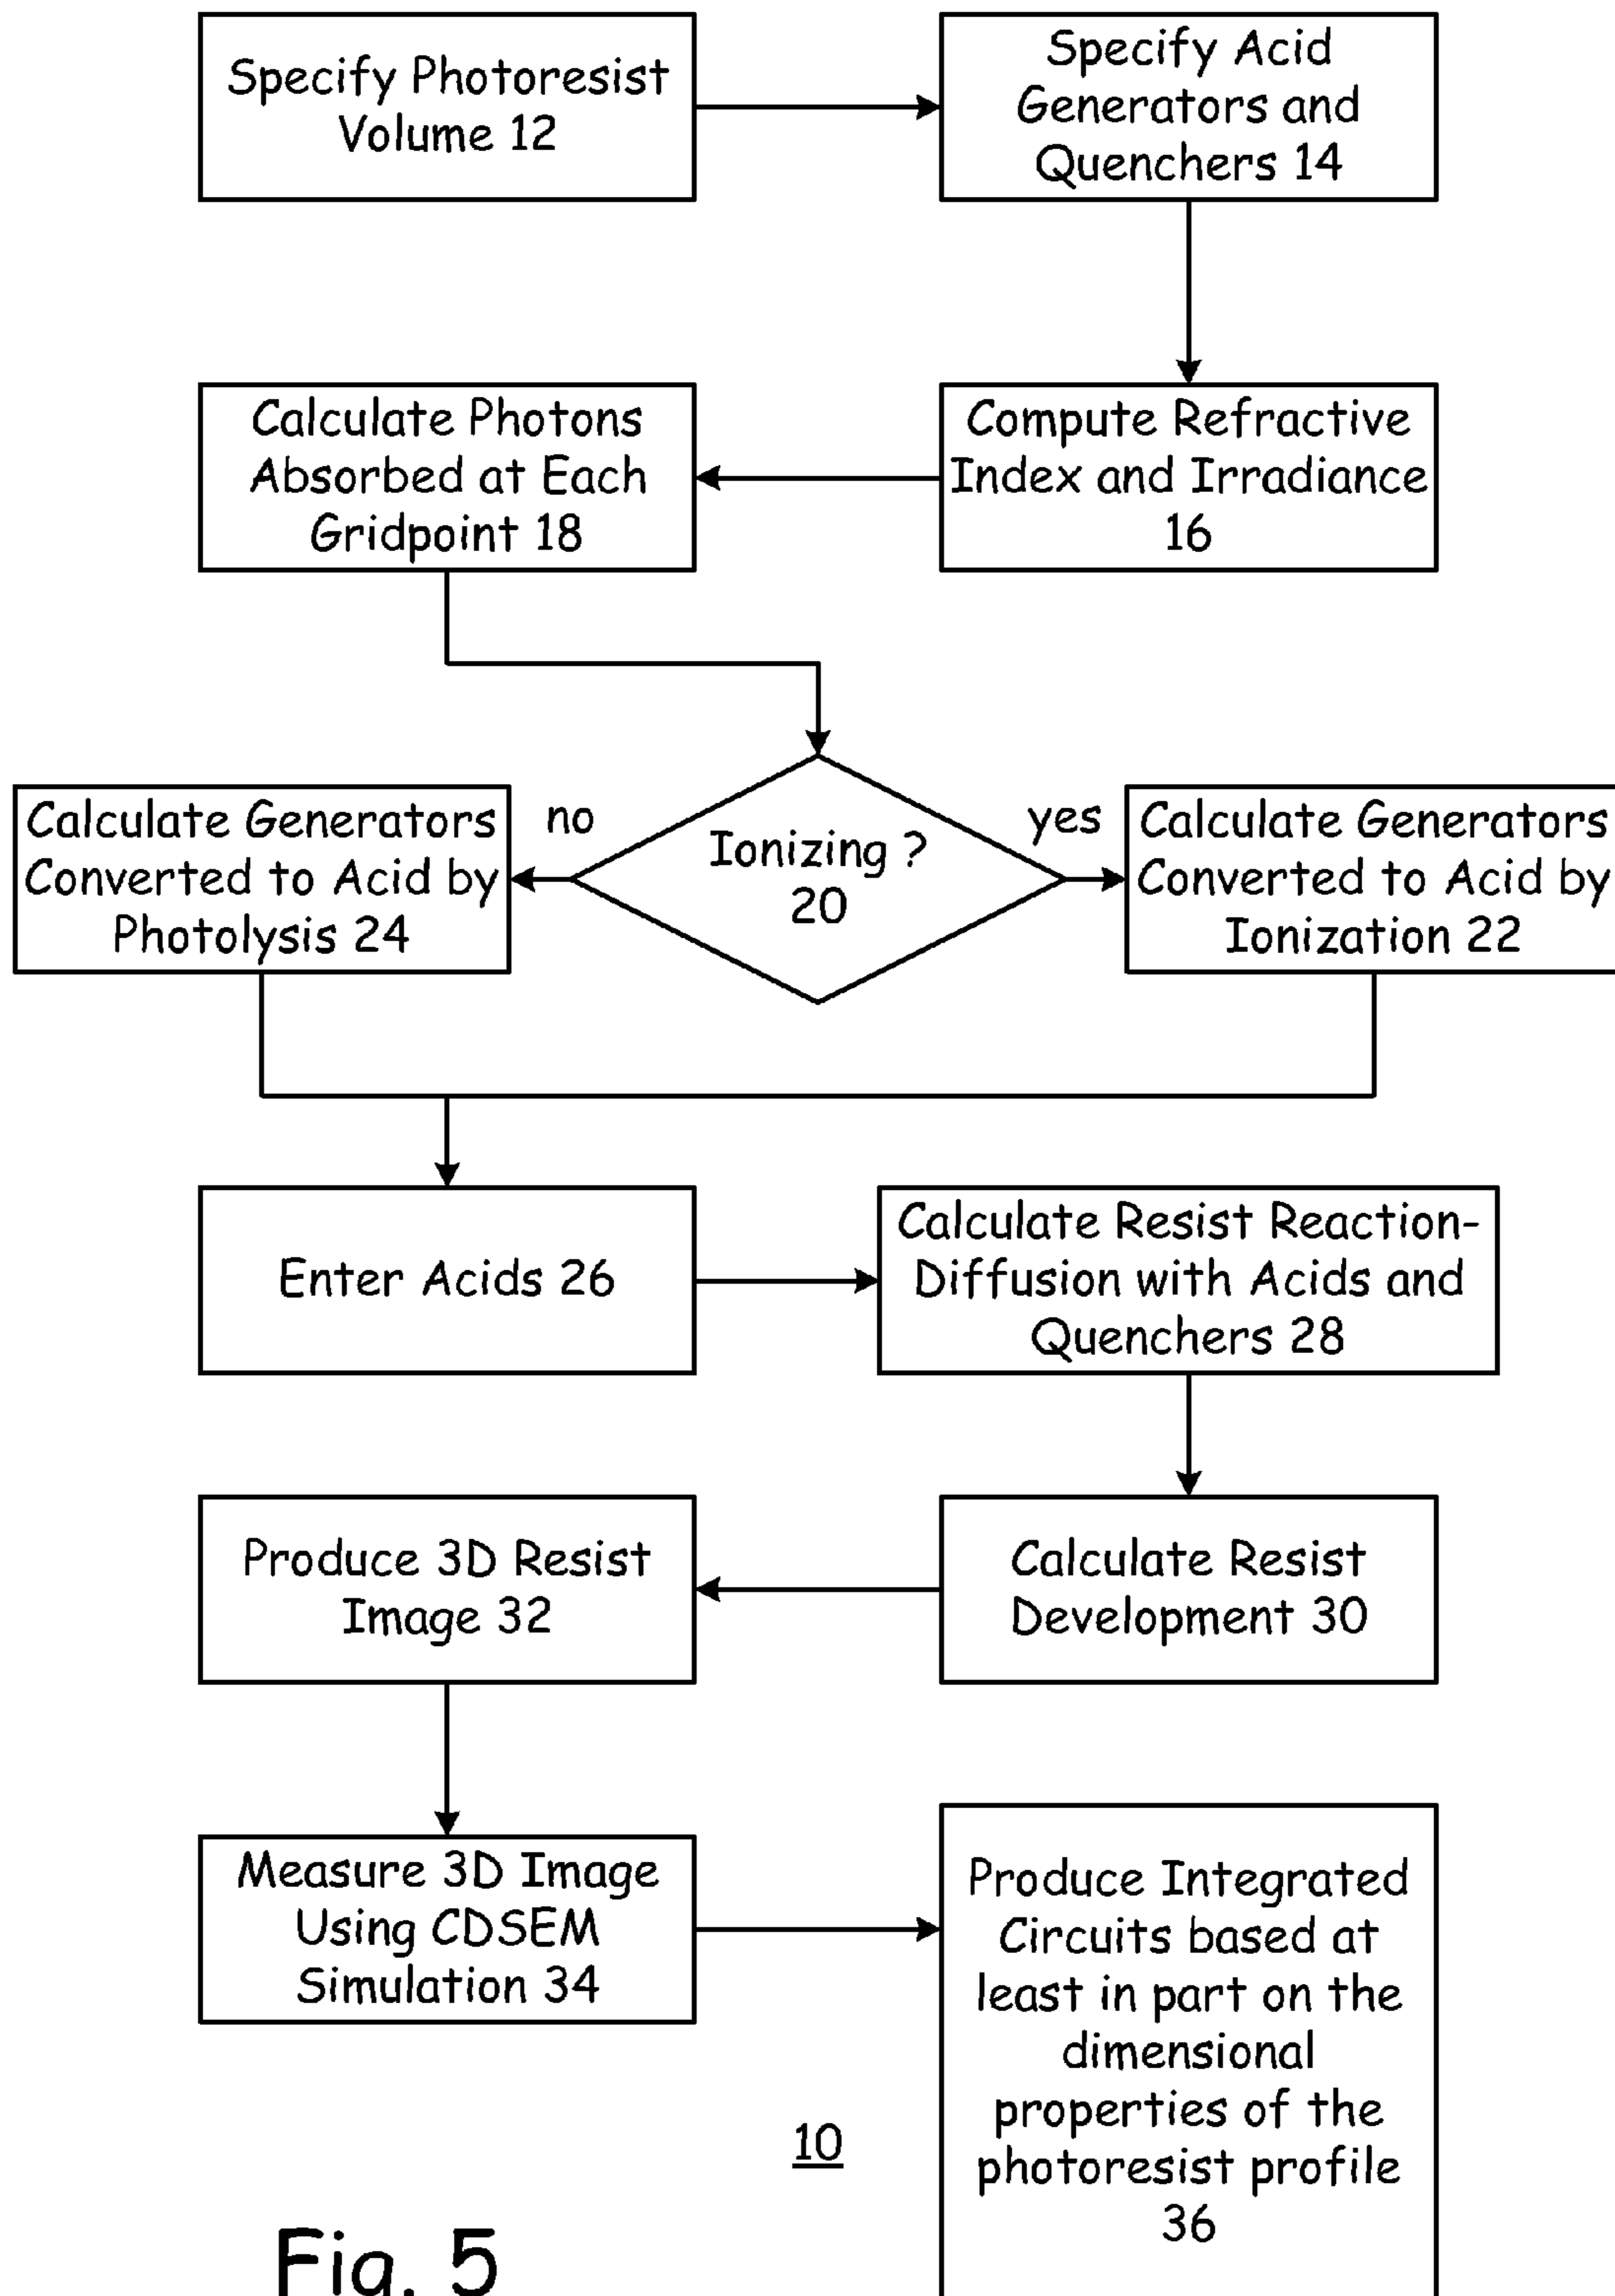 Specify Photoresist
Volume 12
Specify Acid
Generators and
Quenchers 14
Calculate Photons
Absorbed at Each
Gridpoint 18
Compute Refractive
Index and Irradiance
16
Calculate Generators
Converted to Acid by
Photolysis 24
no
Ionizing ?
20
yes
Calculate Generators
Converted to Acid by
Ionization 22
Enter Acids 26
Calculate Resist Reaction-
Diffusion with Acids and
Quenchers 28
Produce 3D Resist
Image 32
Calculate Resist
Development 30
Measure 3D Image
Using CDSEM
Simulation 34
Produce Integrated
Circuits based at
least in part on the
dimensional
properties of the
photoresist profile
36
10
Fig. 5